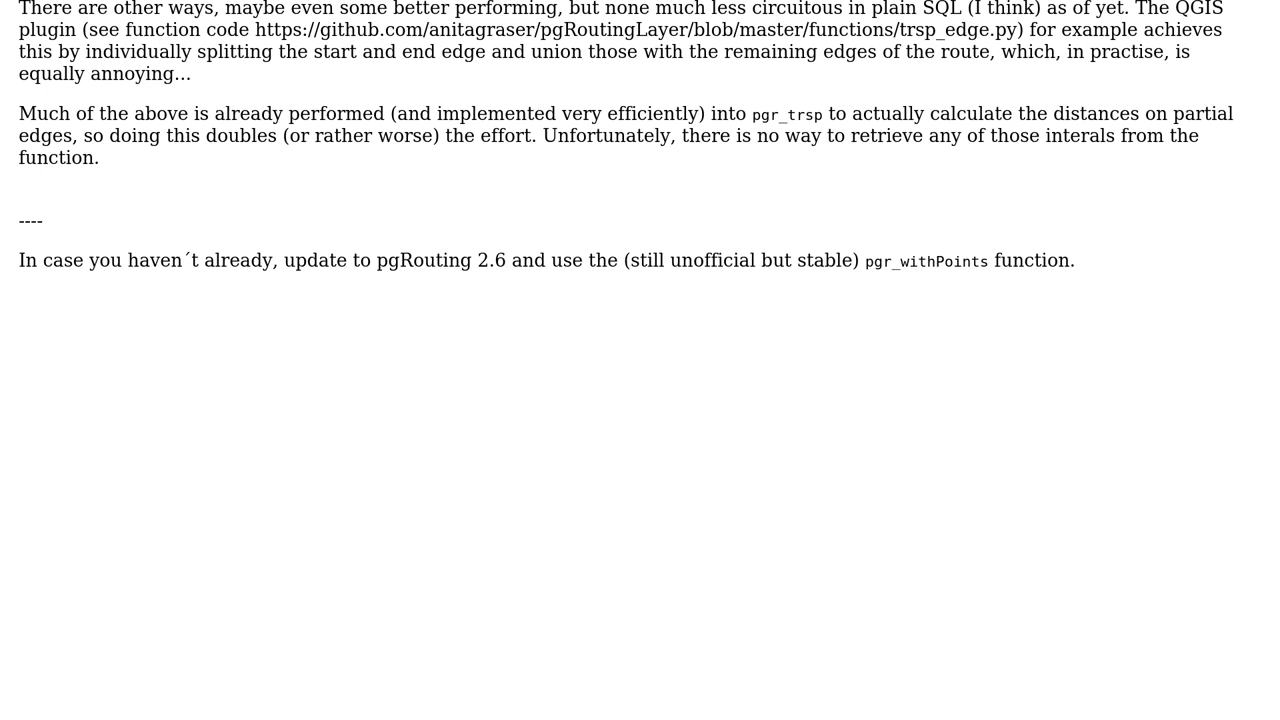 There are other ways, maybe even some better performing, but none much less circuitous in plain SQL (I think) as of yet. The QGIS
plugin (see function code https://github.com/anitagraser/pgRoutingLayer/blob/master/functions/trsp_edge.py) for example achieves
this by individually splitting the start and end edge and union those with the remaining edges of the route, which, in practise, is
equally annoying...
Much of the above is already performed (and implemented very efficiently) into pgr_trsp to actually calculate the distances on partial
edges, so doing this doubles (or rather worse) the effort. Unfortunately, there is no way to retrieve any of those interals from the
function.
----
In case you haven´t already, update to pgRouting 2.6 and use the (still unofficial but stable) pgr_withPoints function.